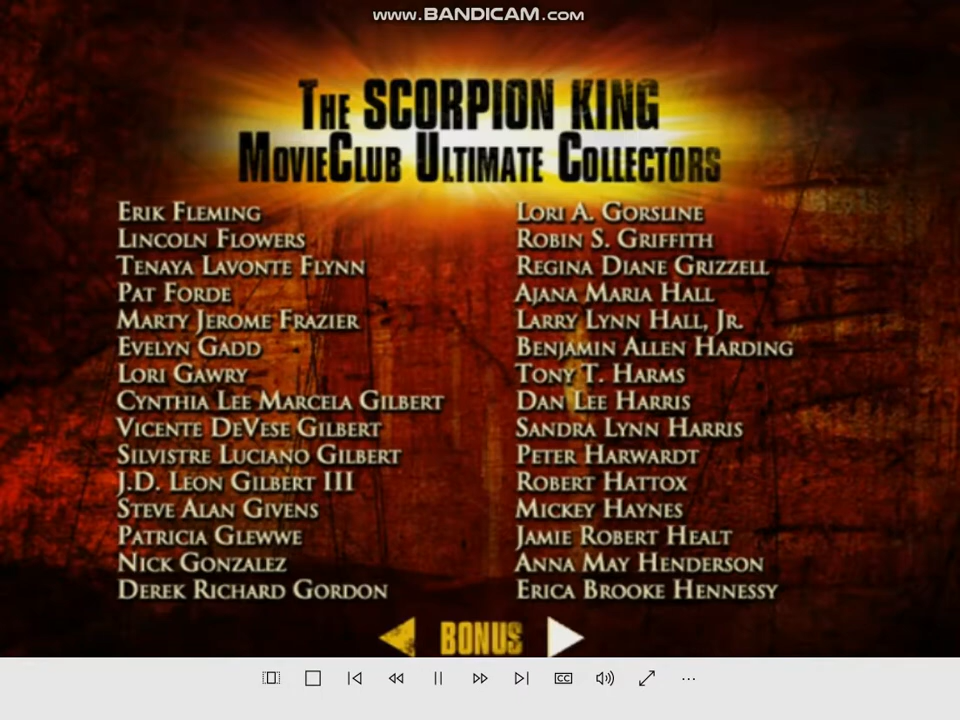 www.BANDICAM.com
The SCORPION KING
MovieClub Ultimate Collectors
Erik Fleming
Lincoln Flowers
Tenaya Lavonte Flynn
Pat Forde
Marty Jerome Frazier
Evelyn Gadd
Lori Gawry
Cynthia Lee Marcela Gilbert
Vicente DeVese Gilbert
Silvistre Luciano Gilbert
J.D. Leon Gilbert III
Steve Alan Givens
Patricia Glewwe
Nick Gonzalez
Derek Richard Gordon
Lori A. Gorsline
Robin S. Griffith
Regina Diane Grizzell
Ajana Maria Hall
Larry Lynn Hall, Jr.
Benjamin Allen Harding
Tony T. Harms
Dan Lee Harris
Sandra Lynn Harris
Peter Harwardt
Robert Hattox
Mickey Haynes
Jamie Robert Healt
Anna May Henderson
Erica Brooke Hennessy
BONUS
CC